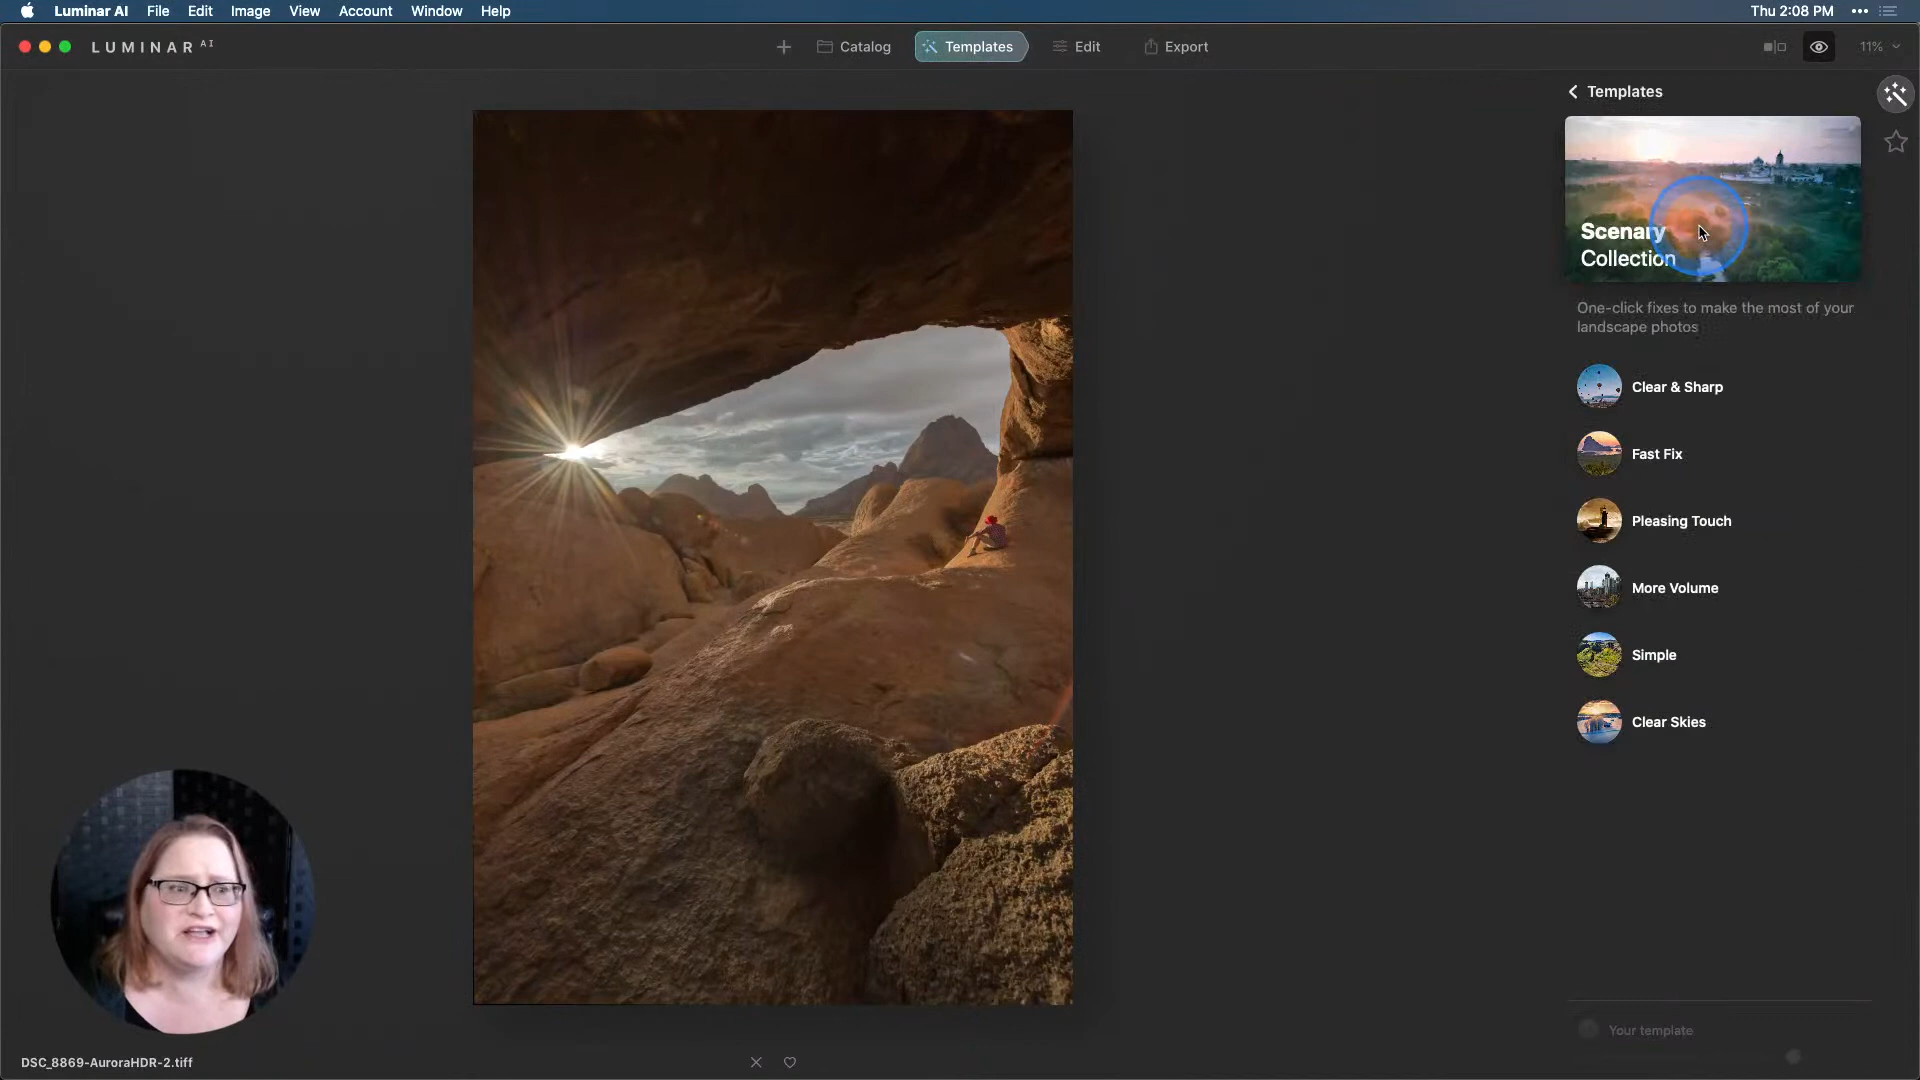 Luminar AI File Edit Image View Account Window Help Thu 2:08 PM
LUMINAR AI Catalog Templates Edit Export 11%
Templates
Scenary
Collection
One-click fixes to make the most of your
landscape photos
Clear & Sharp
Fast Fix
Pleasing Touch
More Volume
Simple
Clear Skies
Your template
DSC_8869-AuroraHDR-2.tiff